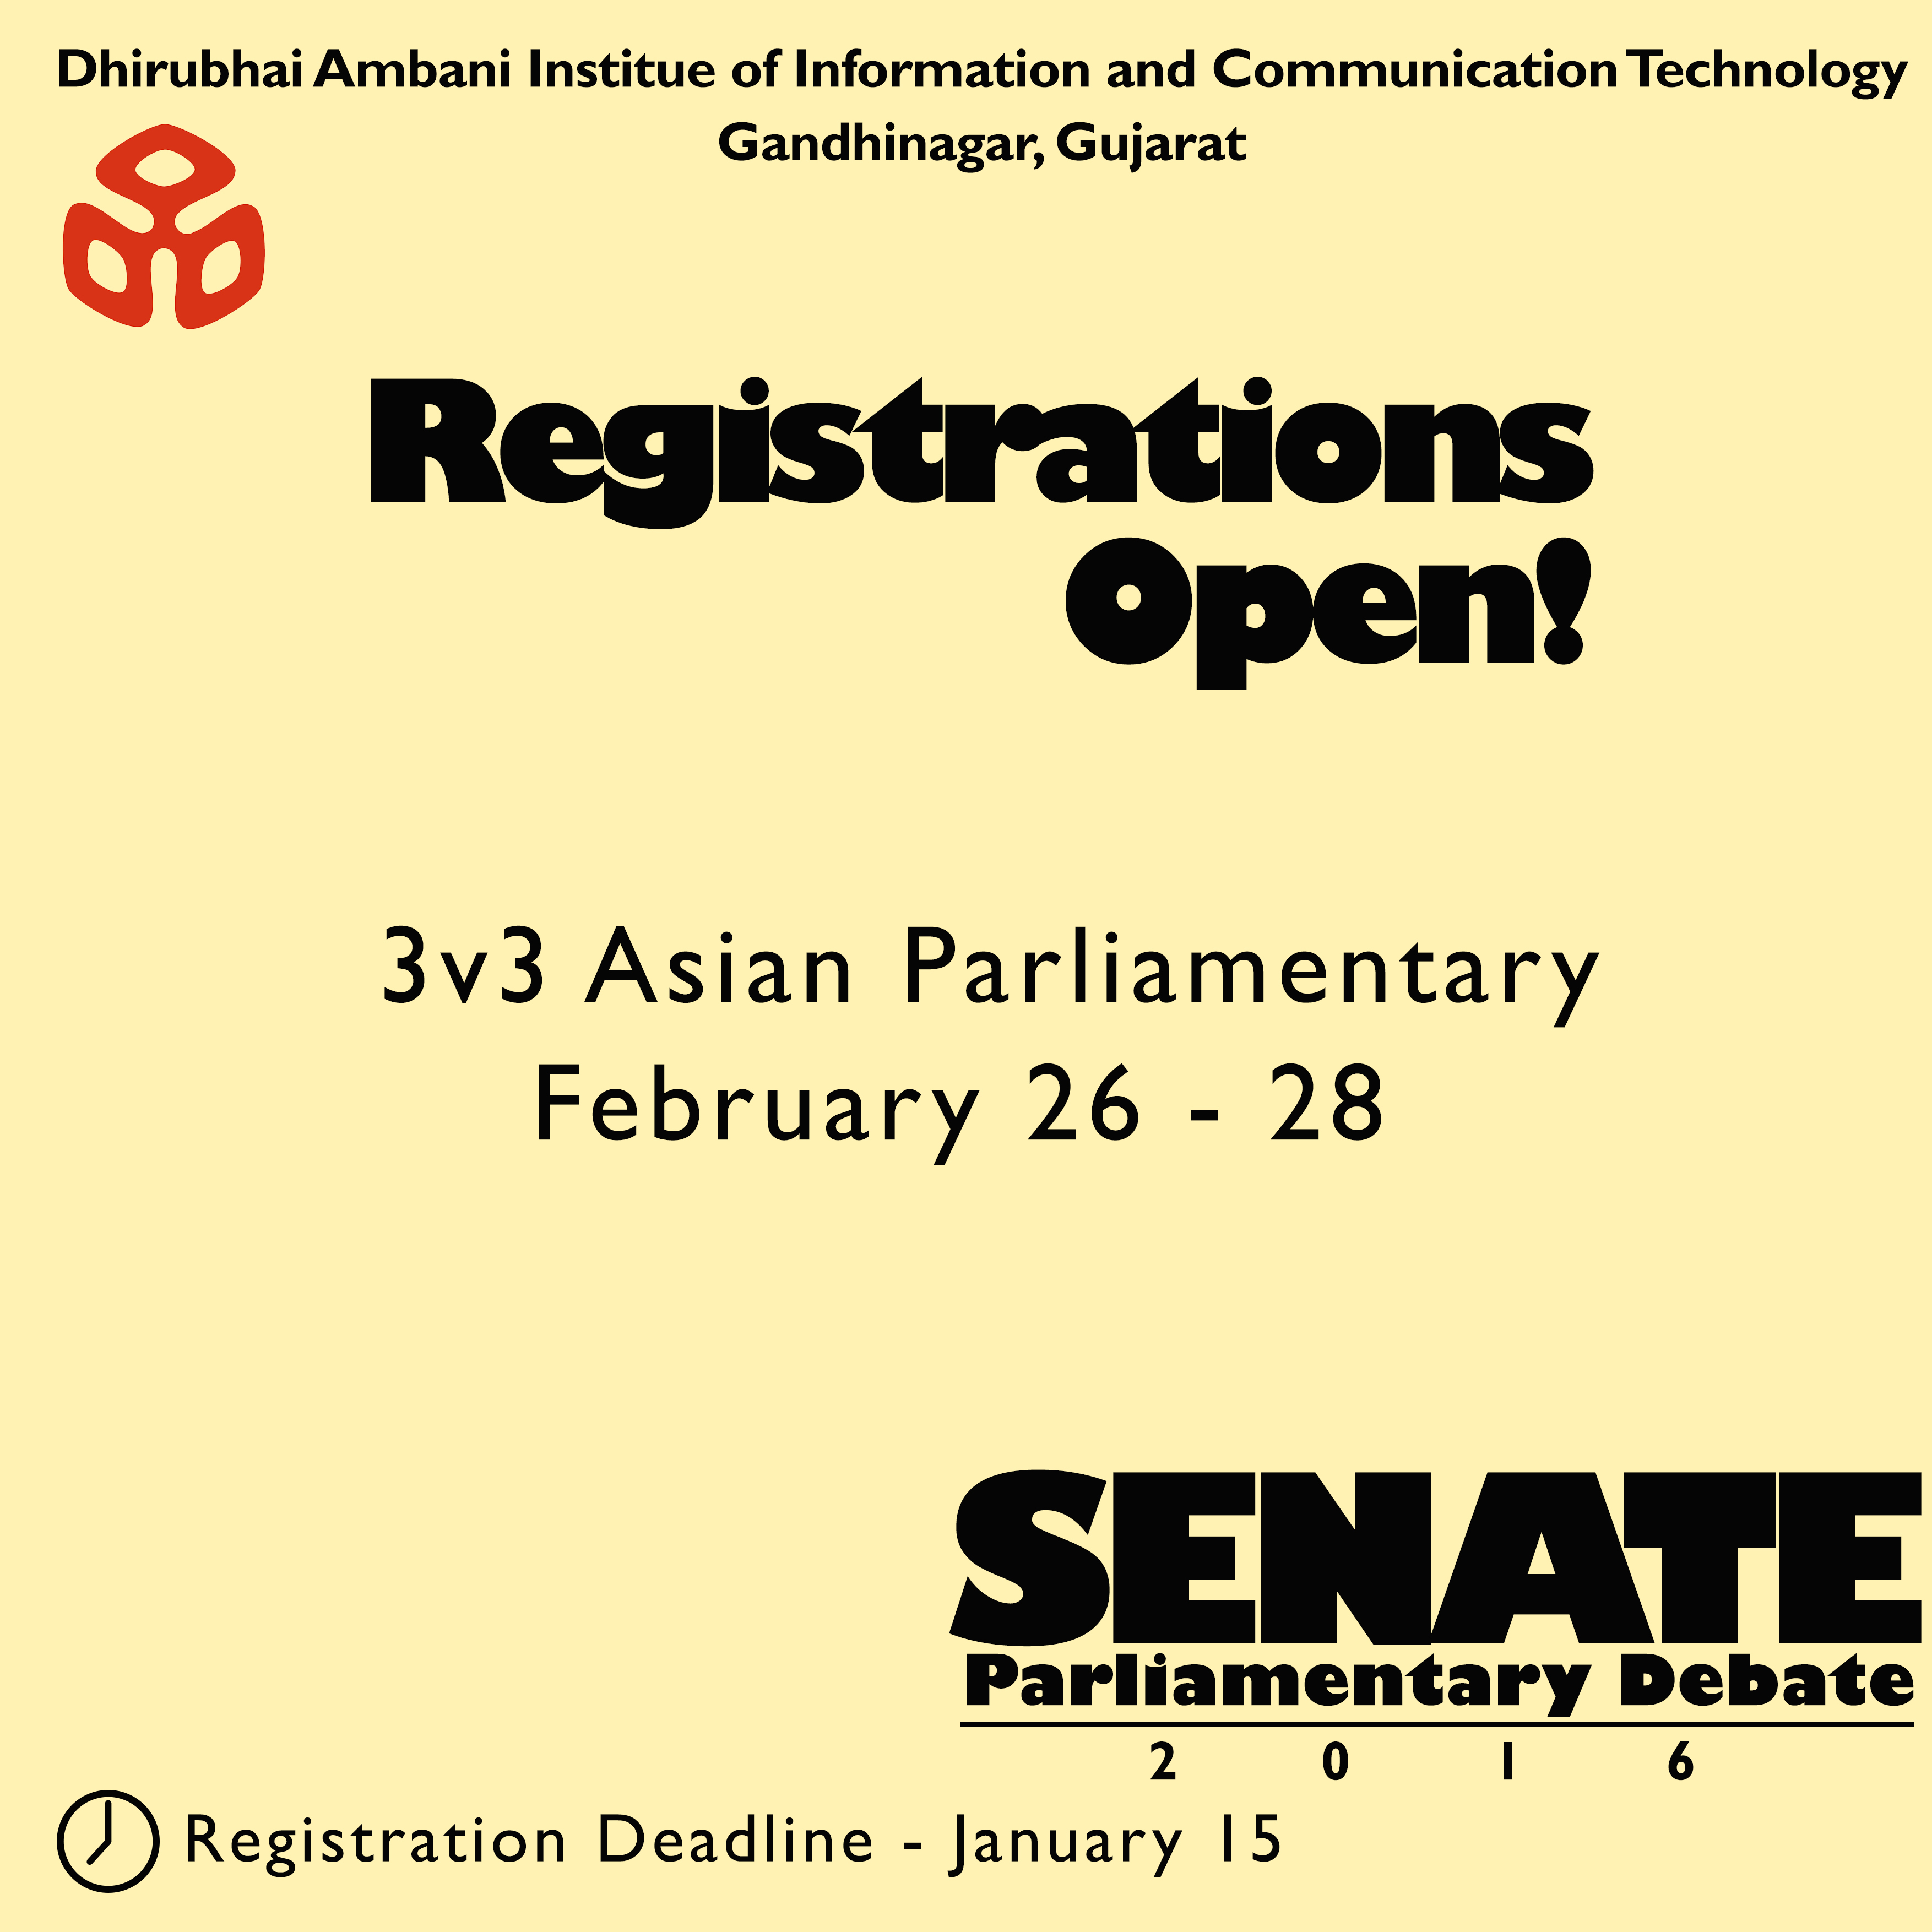 Dhirubhai Ambani Institue of Information and Communication Technology
Gandhinagar, Gujarat
Registrations
Open!
3v3 Asian Parliamentary
February 26 - 28
SENATE
Parliamentary Debate
2 0 1 6
Registration Deadline - January 15